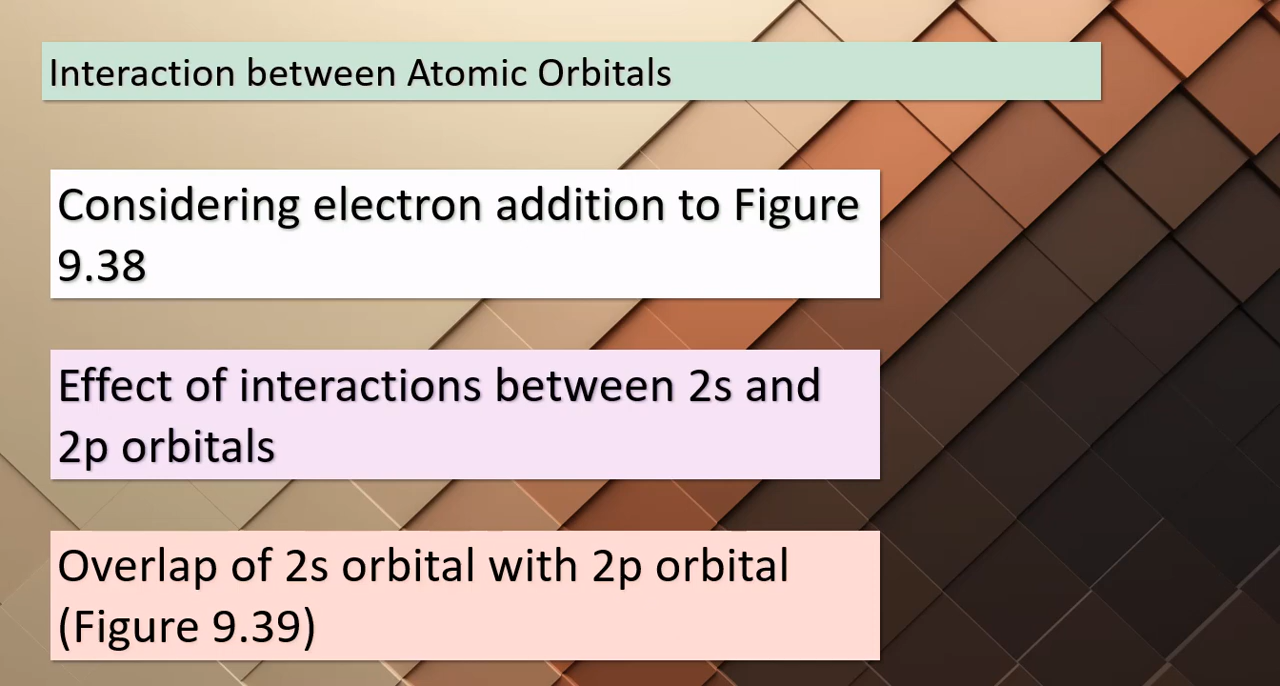 Interaction between Atomic Orbitals
Considering electron addition to Figure
9.38
Effect of interactions between 2s and
2p orbitals
Overlap of 2s orbital with 2p orbital
(Figure 9.39)